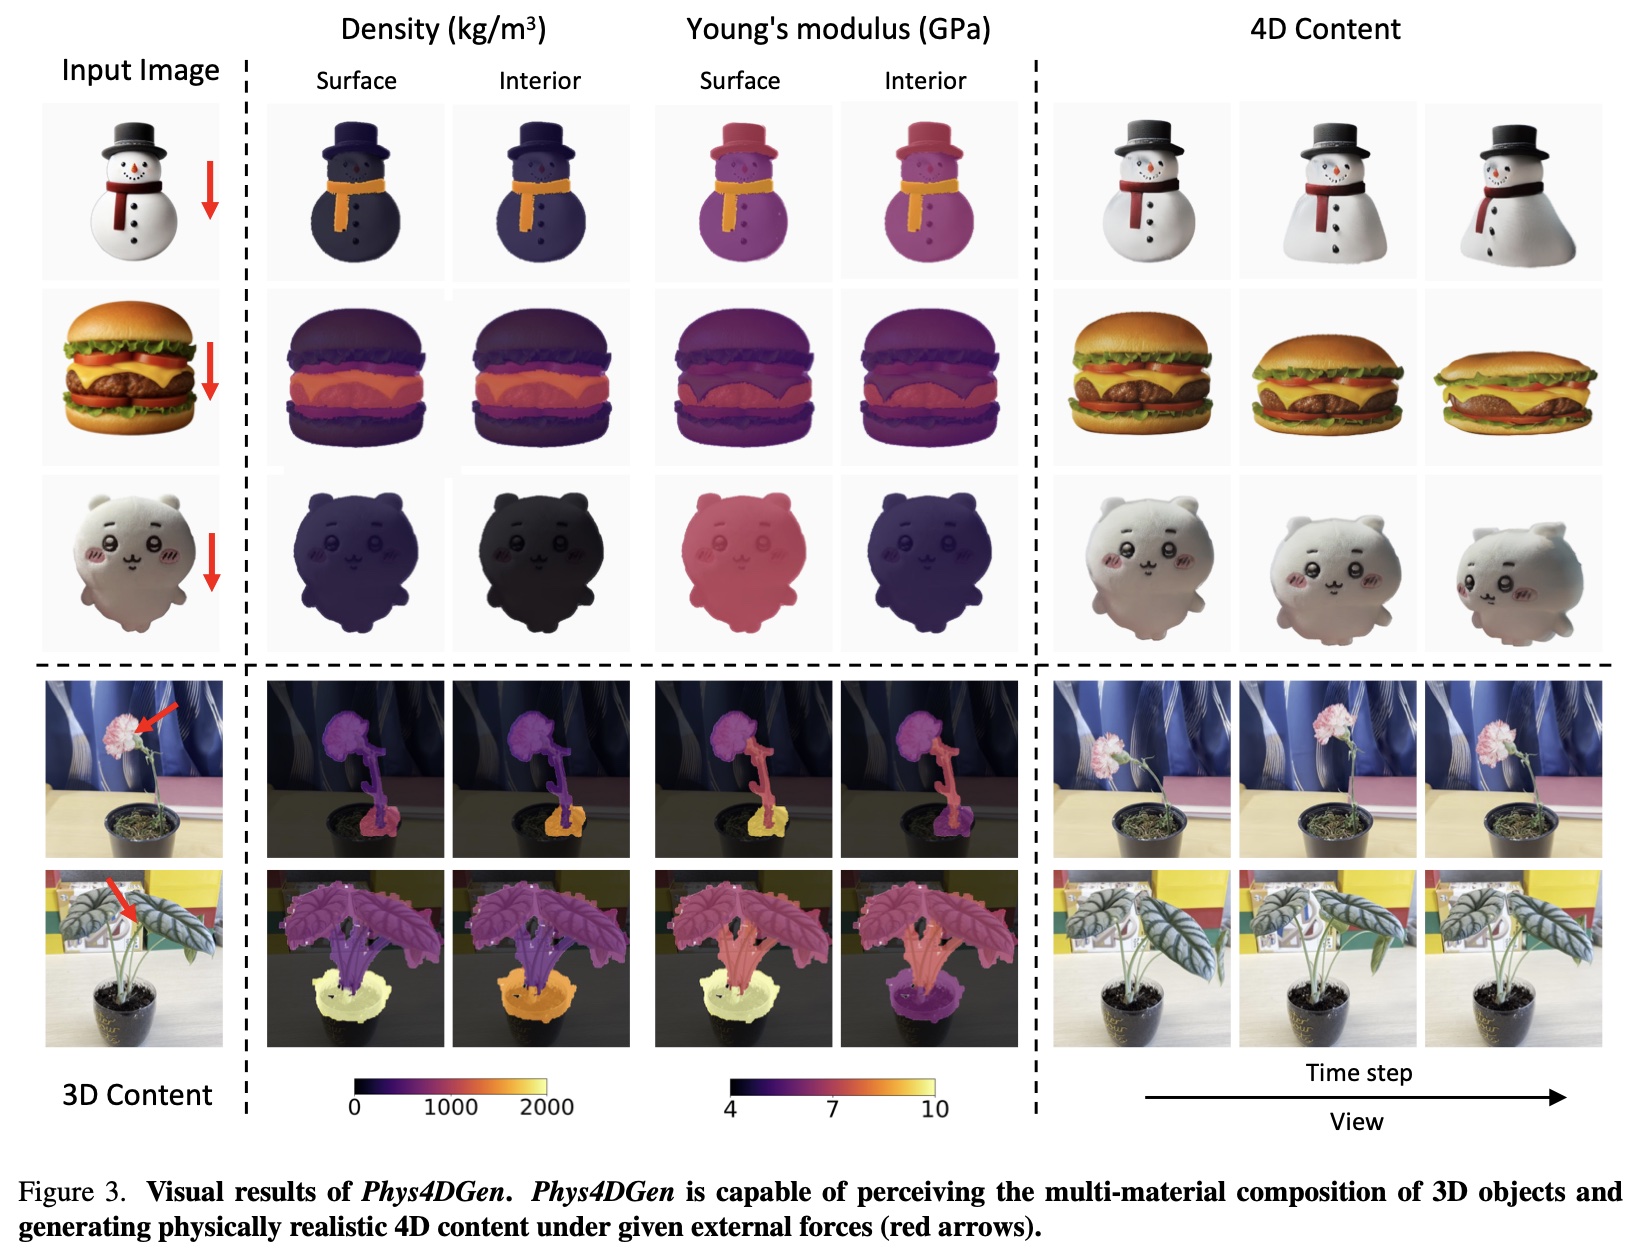 Density (kg/m³)
Young's modulus (GPa)
4D Content
Input Image
Surface
Interior
Surface
Interior
3D Content
0
1000
2000
4
7
10
Time step
View
Figure 3. Visual results of Phys4DGen. Phys4DGen is capable of perceiving the multi-material composition of 3D objects and
generating physically realistic 4D content under given external forces (red arrows).